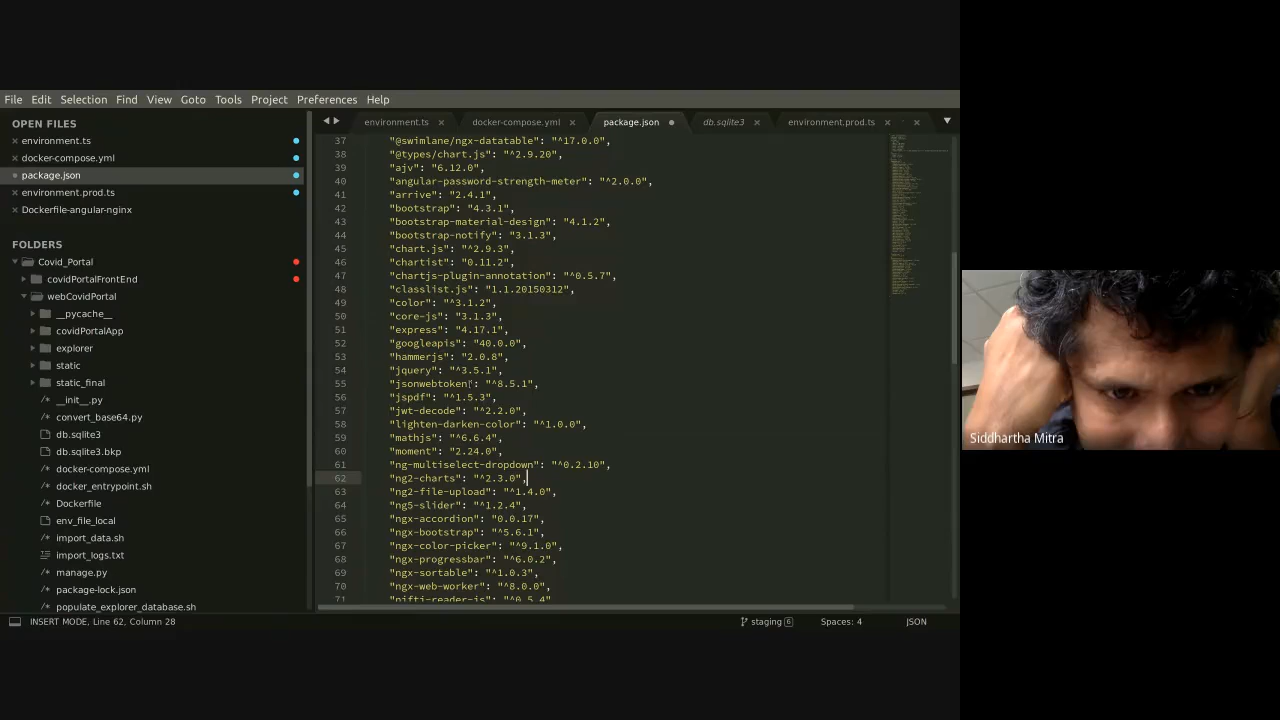 File Edit Selection Find View Goto Tools Project Preferences Help
OPEN FILES
environment.ts
docker-compose.yml
package.json
environment.prod.ts
Dockerfile-angular-nginx
FOLDERS
Covid_Portal
covidPortalFrontEnd
webCovidPortal
__pycache__
covidPortalApp
explorer
static
static_final
__init__.py
convert_base64.py
db.sqlite3
db.sqlite3.bkp
docker-compose.yml
docker_entrypoint.sh
Dockerfile
env_file_local
import_data.sh
import_logs.txt
manage.py
package-lock.json
populate_explorer_database.sh
environment.ts docker-compose.yml package.json db.sqlite3 environment.prod.ts
37 "@swimlane/ngx-datatable": "^17.0.0",
38 "@types/chart.js": "^2.9.20",
39 "ajv": "6.12.0",
40 "angular-password-strength-meter": "^2.0.0",
41 "arrive": "2.4.1",
42 "bootstrap": "4.3.1",
43 "bootstrap-material-design": "4.1.2",
44 "bootstrap-notify": "3.1.3",
45 "chart.js": "^2.9.3",
46 "chartist": "0.11.2",
47 "chartjs-plugin-annotation": "^0.5.7",
48 "classlist.js": "1.1.20150312",
49 "color": "^3.1.2",
50 "core-js": "3.1.3",
51 "express": "4.17.1",
52 "googleapis": "40.0.0",
53 "hammerjs": "2.0.8",
54 "jquery": "^3.5.1",
55 "jsonwebtoken": "^8.5.1",
56 "jspdf": "^1.5.3",
57 "jwt-decode": "^2.2.0",
58 "lighten-darken-color": "^1.0.0",
59 "mathjs": "^6.6.4",
60 "moment": "2.24.0",
61 "ng-multiselect-dropdown": "^0.2.10",
62 "ng2-charts": "^2.3.0",
63 "ng2-file-upload": "^1.4.0",
64 "ng5-slider": "^1.2.4",
65 "ngx-accordion": "0.0.17",
66 "ngx-bootstrap": "^5.6.1",
67 "ngx-color-picker": "^9.1.0",
68 "ngx-progressbar": "^6.0.2",
69 "ngx-sortable": "^1.0.3",
70 "ngx-web-worker": "^8.0.0",
71 "nifti-reader-js": "^0.5.4",
INSERT MODE, Line 62, Column 28
staging 6 Spaces: 4 JSON
Siddhartha Mitra